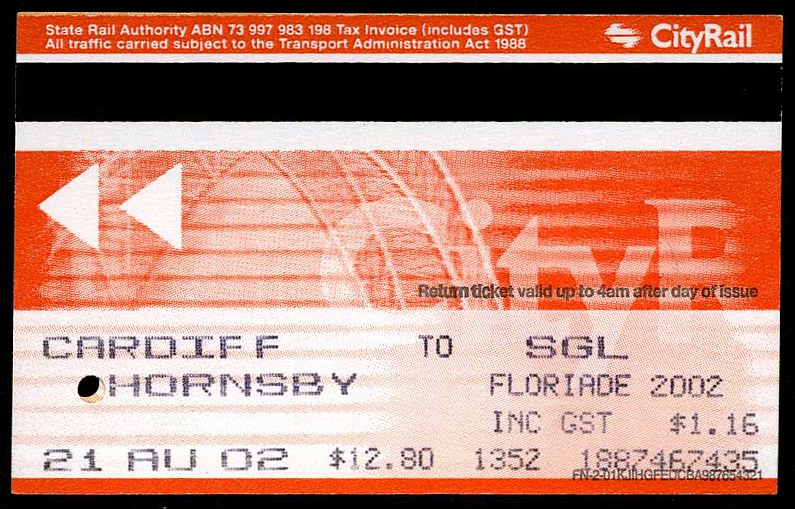 State Rail Authority ABN 73 997 983 198 Tax Invoice (includes GST)
All traffic carried subject to the Transport Administration Act 1988
CityRail
CityR
Return ticket valid up to 4am after day of issue
CARDIFF TO SGL
HORNSBY FLORIADE 2002
INC GST $1.16
21 AU 02 $12.80 1352 1887467435